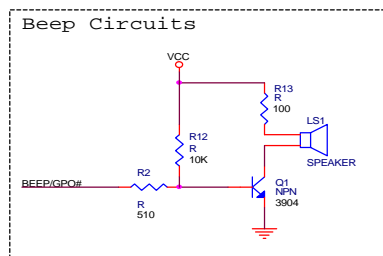 Beep Circuits
VCC
R13
R
100
LS1
SPEAKER
R12
R
10K
R2
R
510
BEEP/GPO#
Q1
NPN
3904